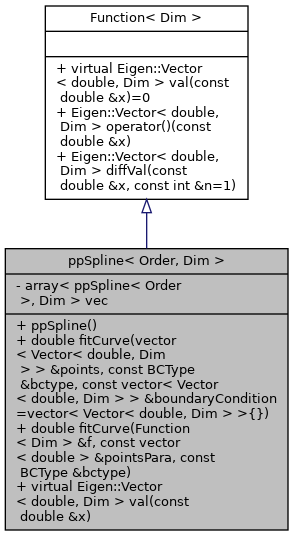 Function< Dim >
+ virtual Eigen::Vector
< double, Dim > val(const
double &x)=0
+ Eigen::Vector< double,
Dim > operator()(const
double &x)
+ Eigen::Vector< double,
Dim > diffVal(const
double &x, const int &n=1)
ppSpline< Order, Dim >
- array< ppSpline< Order
>, Dim > vec
+ ppSpline()
+ double fitCurve(vector
< Vector< double, Dim
> > &points, const BCType
&bctype, const vector< Vector
< double, Dim > > &boundaryCondition
=vector< Vector< double, Dim > >{})
+ double fitCurve(Function
< Dim > &f, const vector
< double > &pointsPara, const
BCType &bctype)
+ virtual Eigen::Vector
< double, Dim > val(const
double &x)